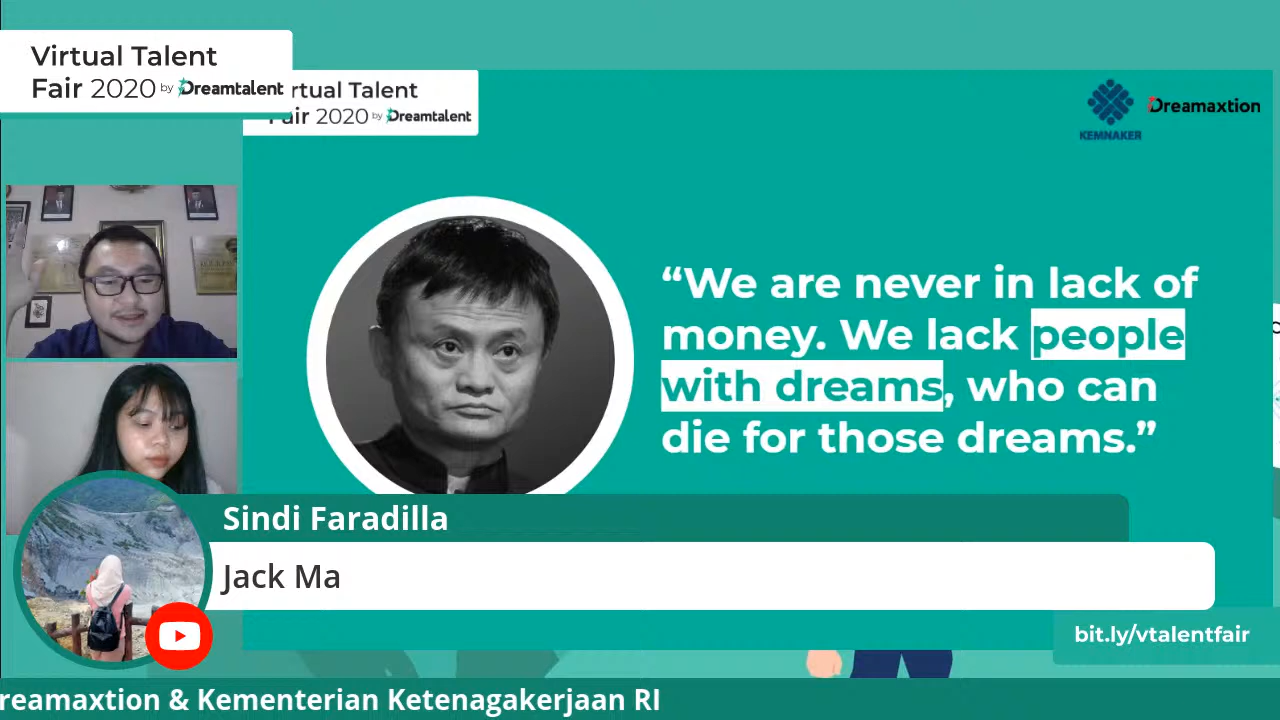 Virtual Talent
Fair 2020 by Dreamtalent
rtual Talent
Fair 2020 by Dreamtalent
KEMNAKER
Dreamaxtion
“We are never in lack of
money. We lack people
with dreams, who can
die for those dreams.”
Sindi Faradilla
Jack Ma
bit.ly/vtalentfair
reamaxtion & Kementerian Ketenagakerjaan RI